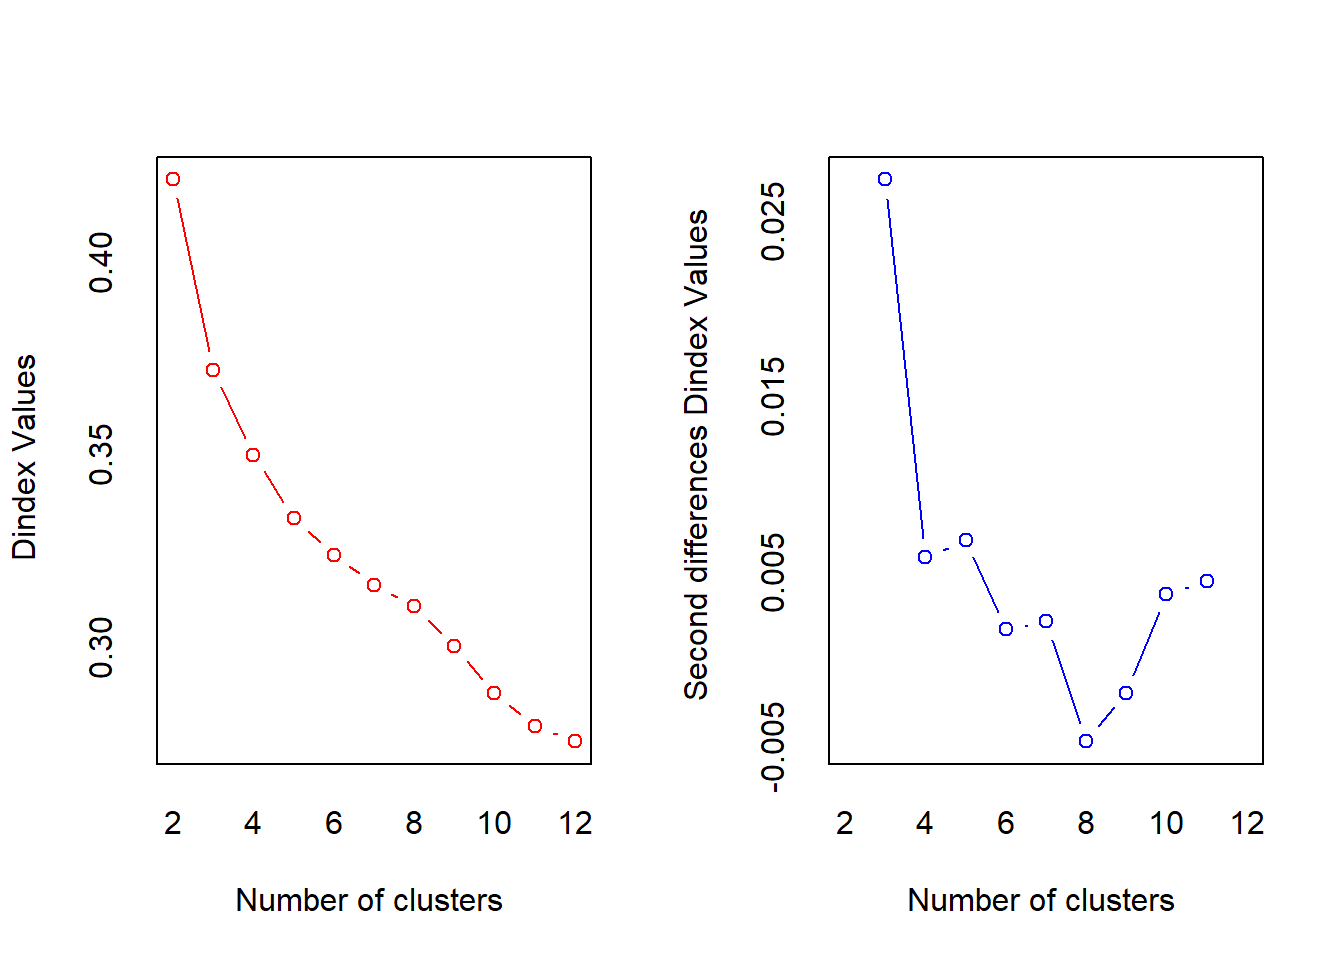 Dindex Values
0.40
0.35
0.30
2 4 6 8 10 12
Number of clusters
Second differences Dindex Values
0.025
0.015
0.005
-0.005
2 4 6 8 10 12
Number of clusters